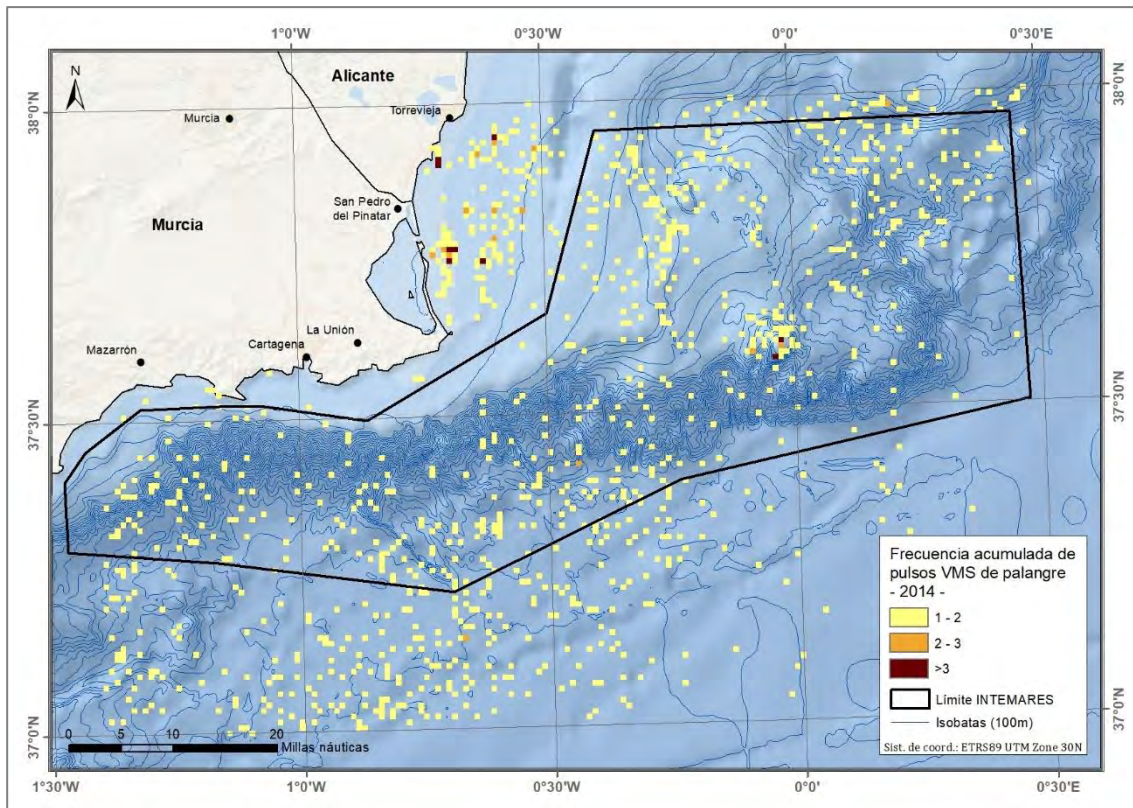 1°0'W
0°30'W
0°0'
0°30'E
N
Alicante
Murcia
Torrevieja
38°0'N
38°0'N
San Pedro
del Pinatar
Murcia
La Unión
Cartagena
Mazarrón
37°30'N
37°30'N
Frecuencia acumulada de
pulsos VMS de palangre
- 2014 -
1 - 2
2 - 3
>3
Límite INTEMARES
Isobatas (100m)
Sist. de coord.: ETRS89 UTM Zone 30N
37°0'N
37°0'N
0 5 10 20
Millas náuticas
1°30'W
1°0'W
0°30'W
0°0'
0°30'E